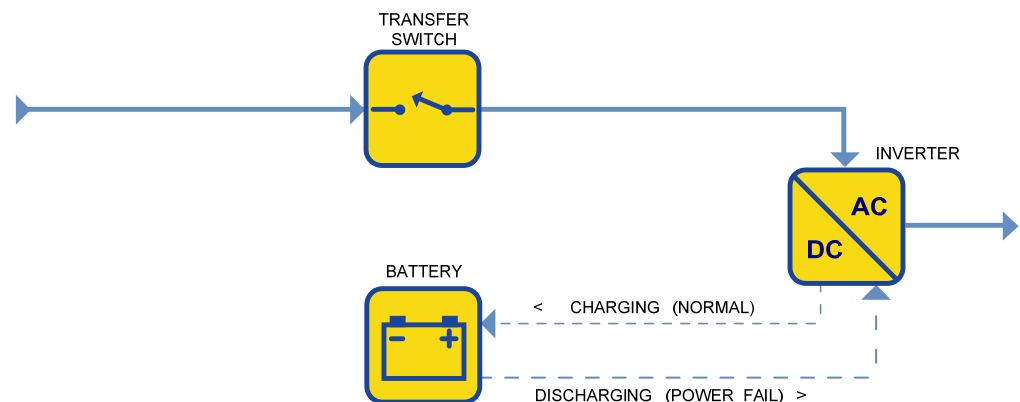 TRANSFER
SWITCH
INVERTER
AC
DC
BATTERY
< CHARGING (NORMAL)
DISCHARGING (POWER FAIL) >